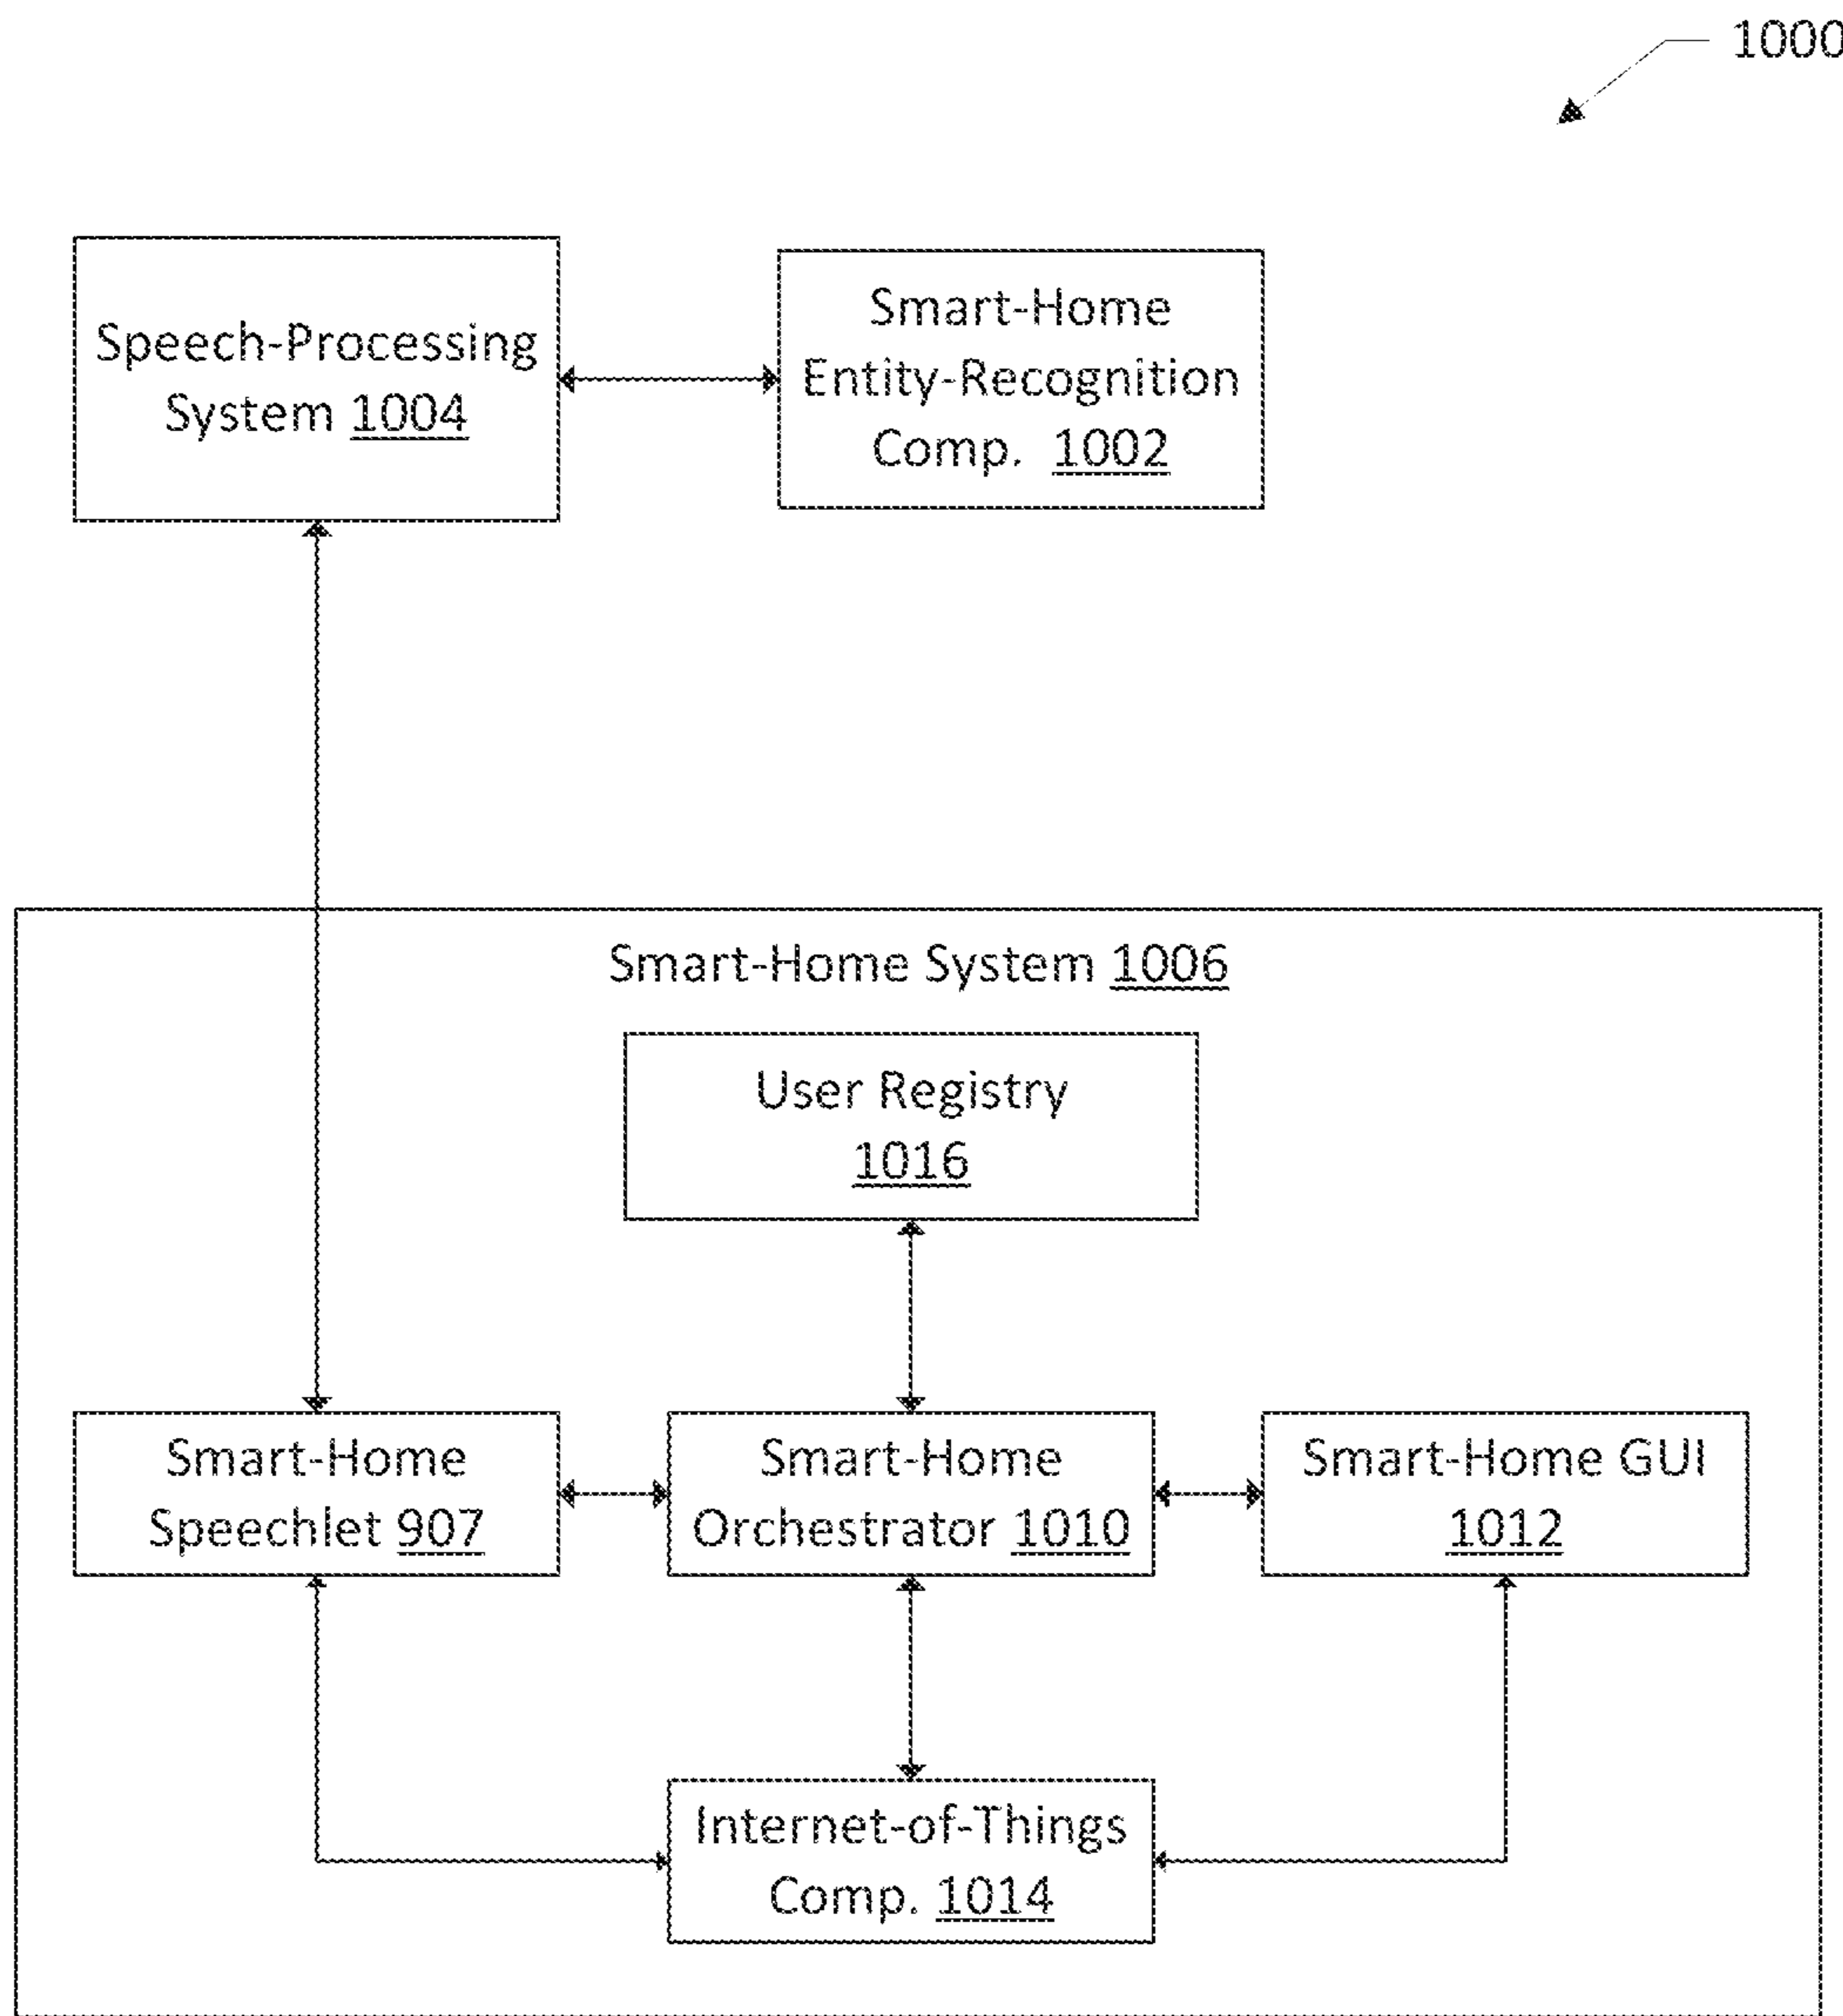 1000
Speech-Processing
System 1004
Smart-Home
Entity-Recognition
Comp. 1002
Smart-Home System 1006
User Registry
1016
Smart-Home
Speechlet 907
Smart-Home
Orchestrator 1010
Smart-Home GUI
1012
Internet-of-Things
Comp. 1014